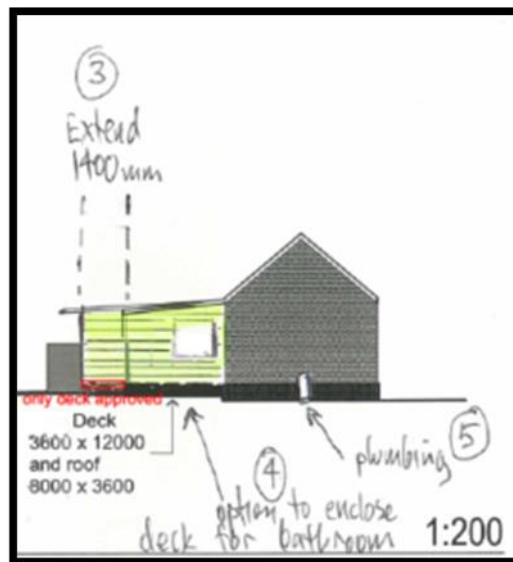 3
Extend
1400mm
only deck approved
Deck
3600 x 12000
and roof
8000 x 3600
4
option to enclose
deck for bathroom
plumbing
5
1:200